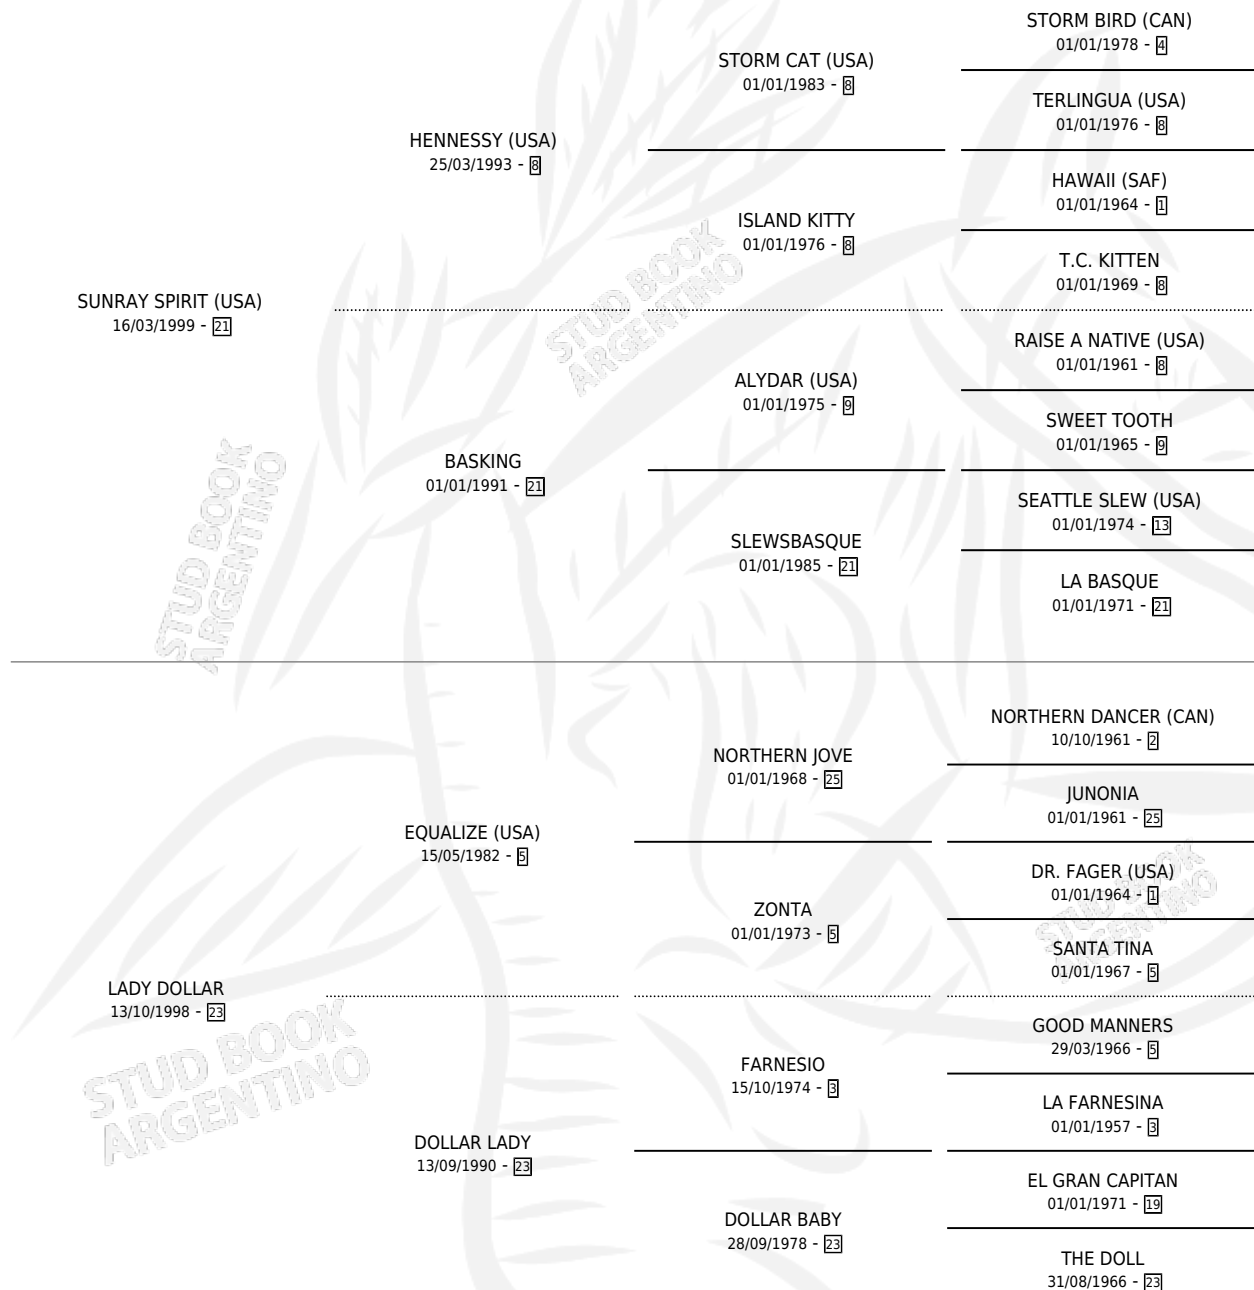 STORM BIRD (CAN)
01/01/1978 - 4
STORM CAT (USA)
01/01/1983 - 8
TERLINGUA (USA)
01/01/1976 - 8
HENNESSY (USA)
25/03/1993 - 8
HAWAII (SAF)
01/01/1964 - 1
ISLAND KITTY
01/01/1976 - 8
T.C. KITTEN
01/01/1969 - 8
SUNRAY SPIRIT (USA)
16/03/1999 - 21
RAISE A NATIVE (USA)
01/01/1961 - 8
ALYDAR (USA)
01/01/1975 - 9
SWEET TOOTH
01/01/1965 - 9
BASKING
01/01/1991 - 21
SEATTLE SLEW (USA)
01/01/1974 - 13
SLEWSBASQUE
01/01/1985 - 21
LA BASQUE
01/01/1971 - 21
NORTHERN DANCER (CAN)
10/10/1961 - 2
NORTHERN JOVE
01/01/1968 - 25
JUNONIA
01/01/1961 - 25
EQUALIZE (USA)
15/05/1982 - 5
DR. FAGER (USA)
01/01/1964 - 1
ZONTA
01/01/1973 - 5
SANTA TINA
01/01/1967 - 5
LADY DOLLAR
13/10/1998 - 23
GOOD MANNERS
29/03/1966 - 5
FARNESIO
15/10/1974 - 3
LA FARNESINA
01/01/1957 - 3
DOLLAR LADY
13/09/1990 - 23
EL GRAN CAPITAN
01/01/1971 - 19
DOLLAR BABY
28/09/1978 - 23
THE DOLL
31/08/1966 - 23
STUD BOOK
ARGENTINO
STUD BOOK
ARGENTINO
STUD BOOK
ARGENTINO
STUD BOOK
ARGENTINO